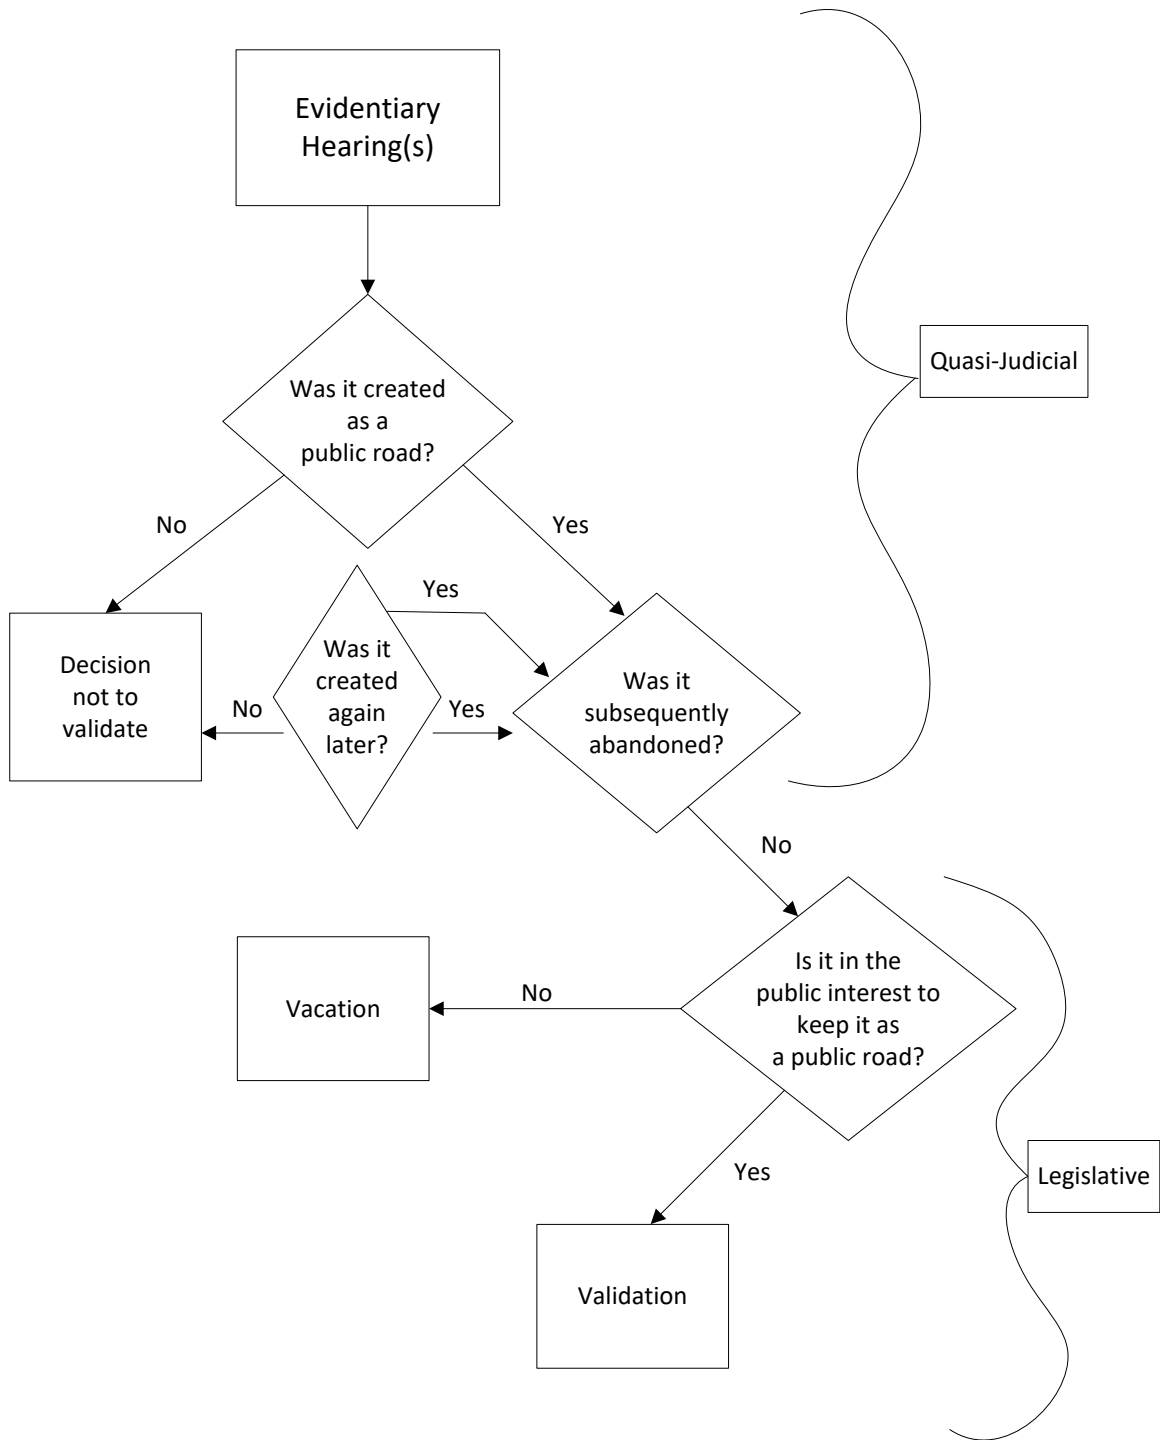 Evidentiary
Hearing(s)
Quasi-Judicial
Was it created
as a
public road?
No
Yes
Yes
Decision
not to
validate
Was it
created
again
later?
No
Yes
Was it
subsequently
abandoned?
No
Is it in the
public interest to
keep it as
a public road?
No
Vacation
Yes
Legislative
Validation